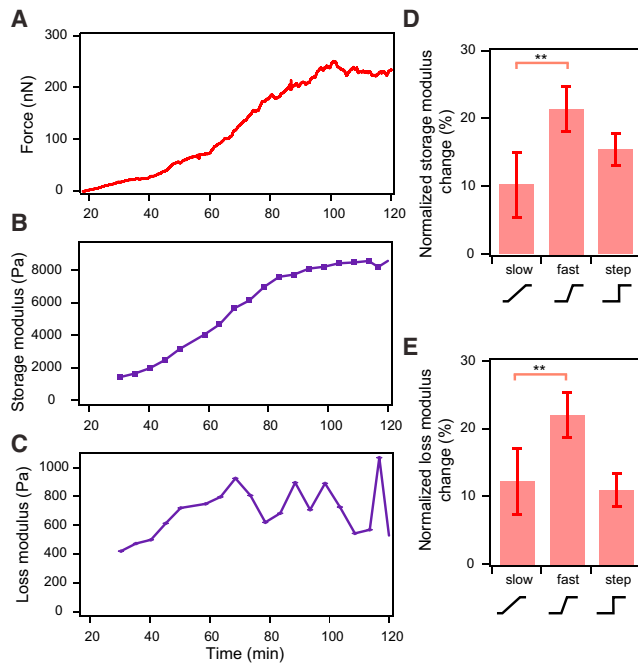 A
Force (nN)
300
200
100
0
20 40 60 80 100 120
B
Storage modulus (Pa)
8000
6000
4000
2000
0
20 40 60 80 100 120
C
Loss modulus (Pa)
1000
800
600
400
200
0
20 40 60 80 100 120
Time (min)
D
Normalized storage modulus
change (%)
30
20
10
0
**
slow fast step
E
Normalized loss modulus
change (%)
30
20
10
0
**
slow fast step